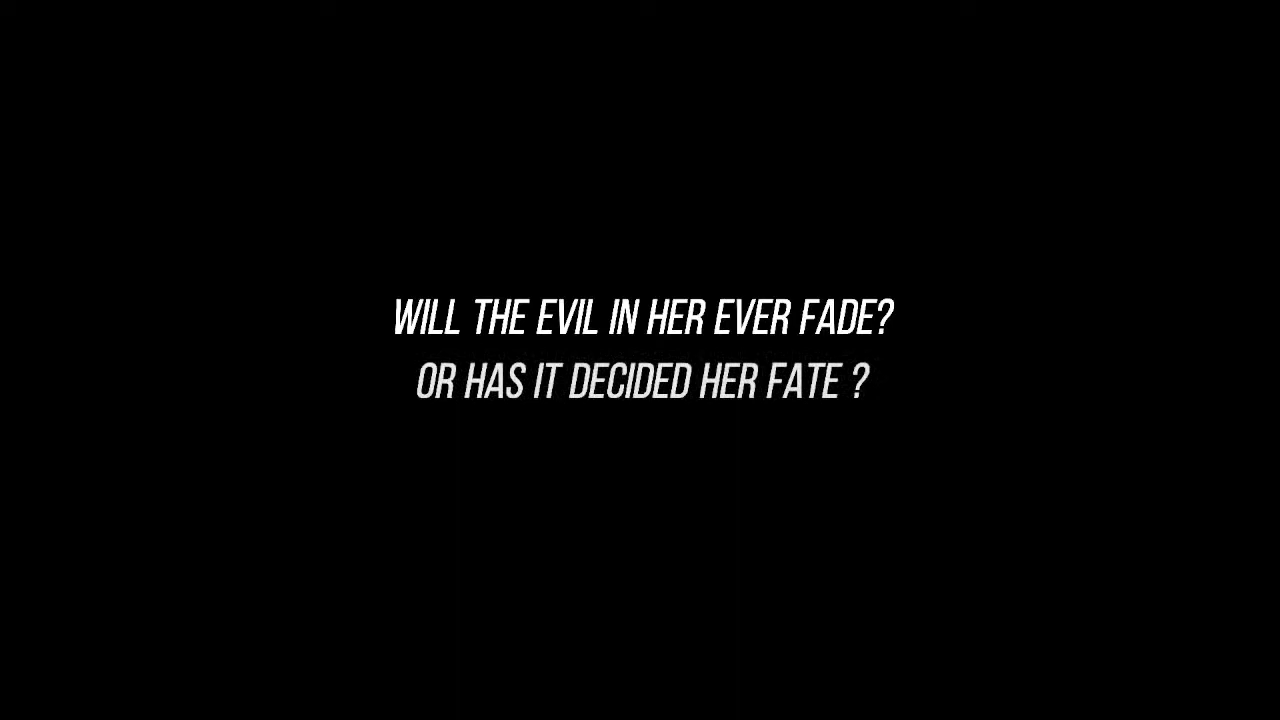 WILL THE EVIL IN HER EVER FADE?
OR HAS IT DECIDED HER FATE ?